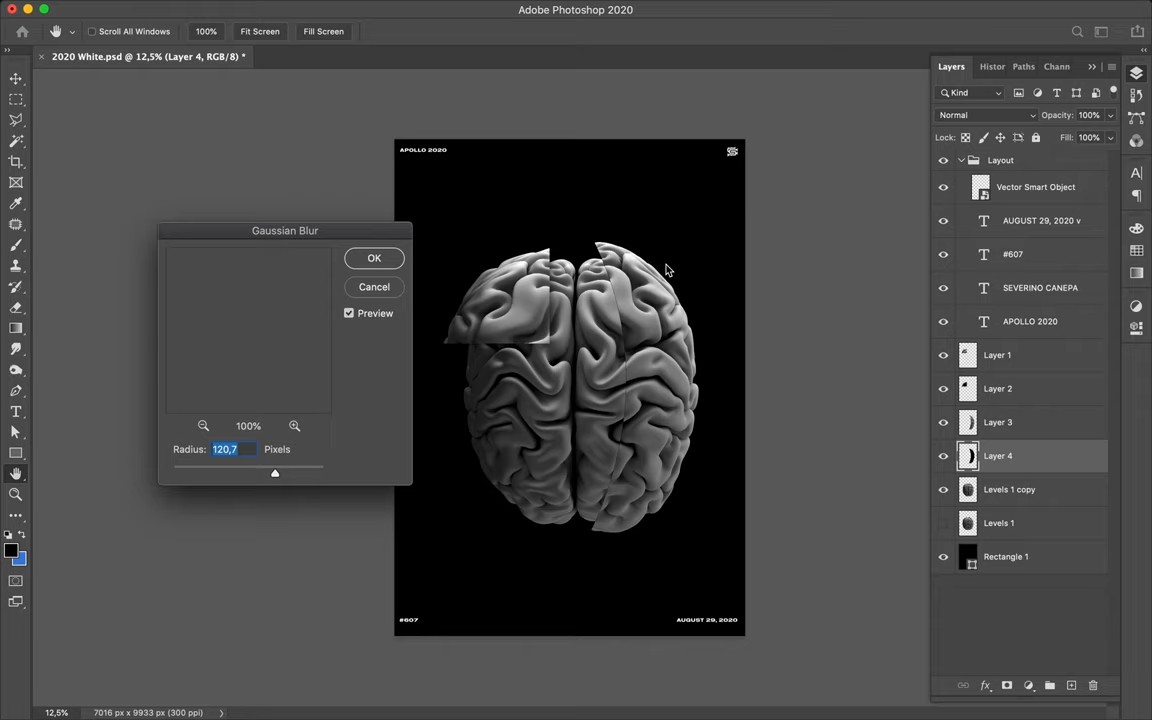 Adobe Photoshop 2020
Scroll All Windows
100%
Fit Screen
Fill Screen
2020 White.psd @ 12,5% (Layer 4, RGB/8) *
Layers
Histor
Paths
Chann
Kind
Normal
Opacity: 100%
Lock:
Fill: 100%
Layout
Vector Smart Object
AUGUST 29, 2020 v
#607
SEVERINO CANEPA
APOLLO 2020
Layer 1
Layer 2
Layer 3
Layer 4
Levels 1 copy
Levels 1
Rectangle 1
Gaussian Blur
OK
Cancel
Preview
100%
Radius: 120,7 Pixels
APOLLO 2020
#607
AUGUST 29, 2020
12,5%
7016 px x 9933 px (300 ppi)